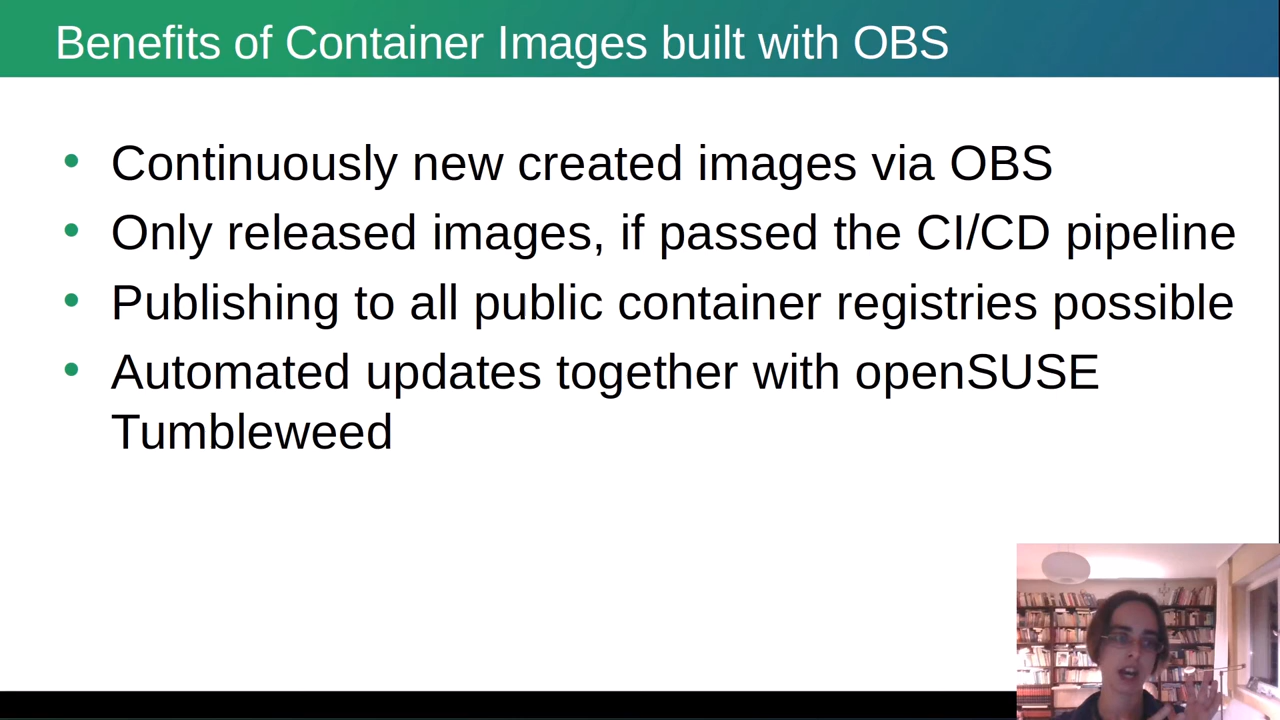 Benefits of Container Images built with OBS
• Continuously new created images via OBS
• Only released images, if passed the CI/CD pipeline
• Publishing to all public container registries possible
• Automated updates together with openSUSE
Tumbleweed